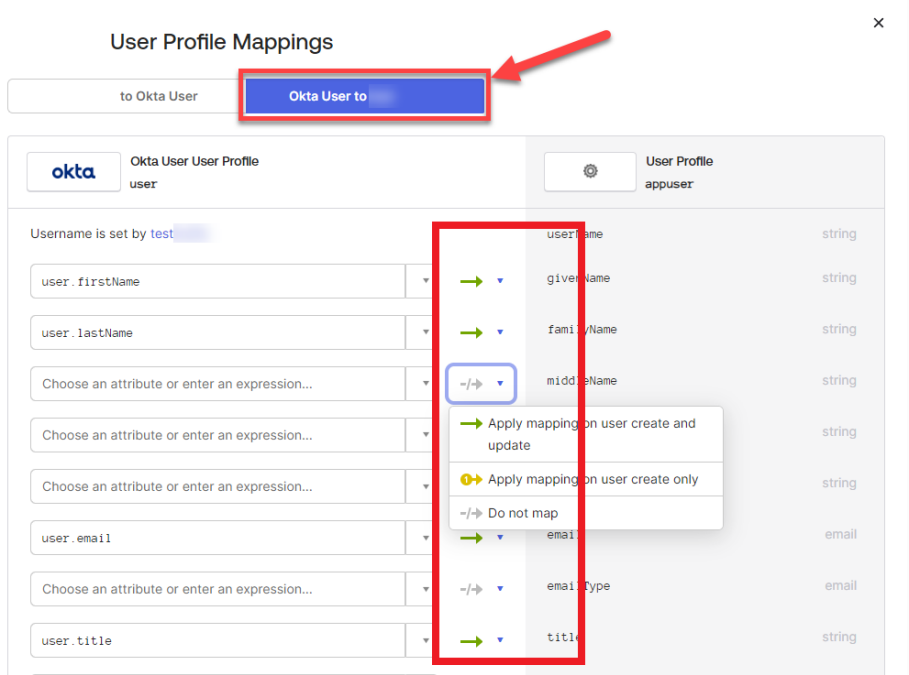 User Profile Mappings
to Okta User
Okta User to
okta
Okta User User Profile
user
User Profile
appuser
Username is set by test
userName
string
user.firstName
givenName
string
user.lastName
familyName
string
Choose an attribute or enter an expression...
middleName
string
Choose an attribute or enter an expression...
Apply mapping on user create and
update
string
Choose an attribute or enter an expression...
Apply mapping on user create only
string
Do not map
user.email
email
email
Choose an attribute or enter an expression...
emailType
email
user.title
title
string